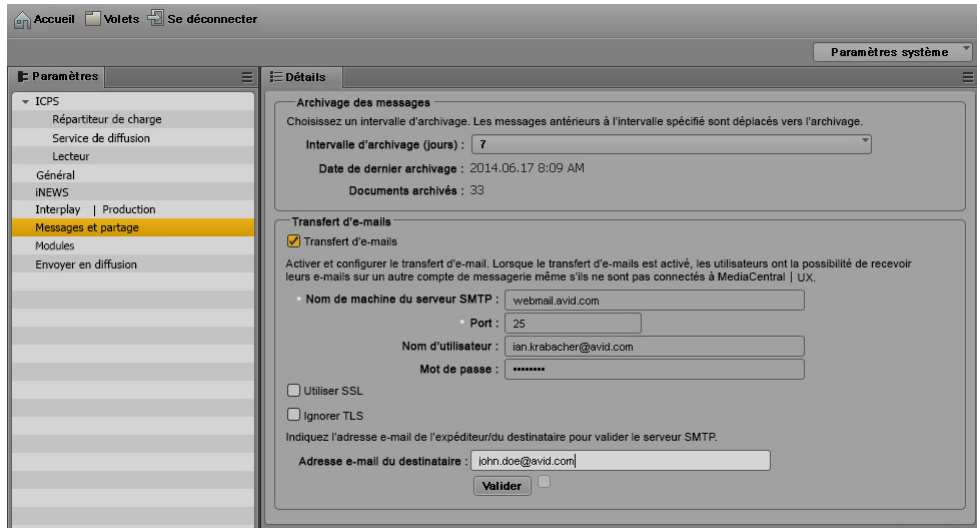 Accueil Volets Se déconnecter
Paramètres système
Paramètres
ICPS
Répartiteur de charge
Service de diffusion
Lecteur
Général
iNEWS
Interplay | Production
Messages et partage
Modules
Envoyer en diffusion
Détails
Archivage des messages
Choisissez un intervalle d'archivage. Les messages antérieurs à l'intervalle spécifié sont déplacés vers l'archivage.
Intervalle d'archivage (jours) : 7
Date de dernier archivage : 2014.06.17 8:09 AM
Documents archivés : 33
Transfert d'e-mails
Transfert d'e-mails
Activer et configurer le transfert d'e-mail. Lorsque le transfert d'e-mails est activé, les utilisateurs ont la possibilité de recevoir
leurs e-mails sur un autre compte de messagerie même s'ils ne sont pas connectés à MediaCentral | UX.
* Nom de machine du serveur SMTP : webmail.avid.com
* Port : 25
Nom d'utilisateur : ian.krabacher@avid.com
Mot de passe : ••••••••
Utiliser SSL
Ignorer TLS
Indiquez l'adresse e-mail de l'expéditeur/du destinataire pour valider le serveur SMTP.
Adresse e-mail du destinataire : john.doe@avid.com
Valider